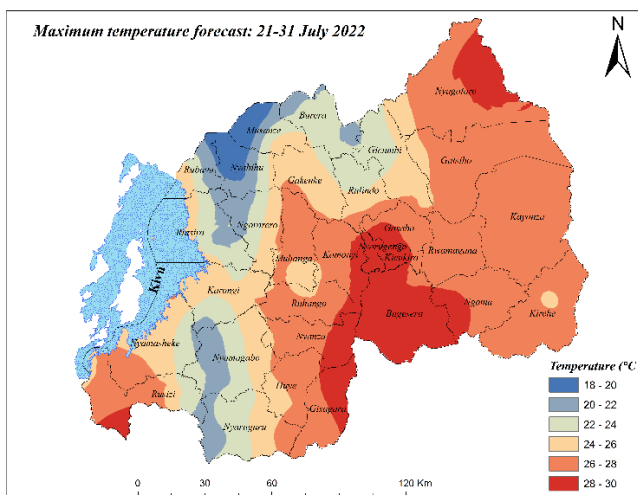 Maximum temperature forecast: 21-31 July 2022
N
Nyagatare
Burera
Musanze
Gicumbi
Nyabihu
Rubavu
Gatsibo
Gakenke
Rulindo
Kayonza
Ngororero
Rutsiro
Gasabo
Nyarugenge
Rwamagana
Muhanga
Kamonyi
Kicukiro
Kivu
Karongi
Ruhango
Bugesera
Ngoma
Kirehe
Nyanza
Nyamasheke
Nyamagabe
Huye
Rusizi
Gisagara
Nyaruguru
Temperature (°C)
18 - 20
20 - 22
22 - 24
24 - 26
26 - 28
28 - 30
0 30 60 120 Km